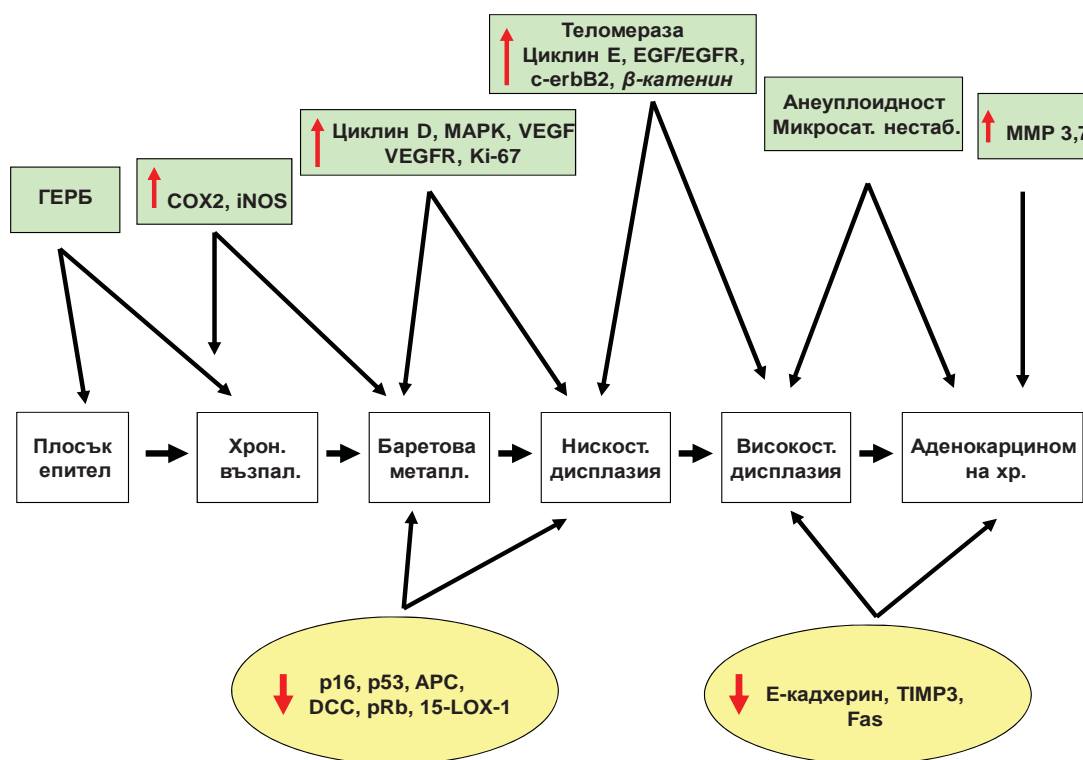 Теломераза
Циклин E, EGF/EGFR,
c-erbB2, β-катенин
Анеуплоидност
Микросат. нестаб.
MMP 3,7
Циклин D, MAPK, VEGF
VEGFR, Ki-67
ГЕРБ
COX2, iNOS
Плосък
епител
Хрон.
възпал.
Баретова
метапл.
Нискост.
дисплазия
Високост.
дисплазия
Аденокарцином
на хр.
p16, p53, APC,
DCC, pRb, 15-LOX-1
Е-кадхерин, TIMP3,
Fas